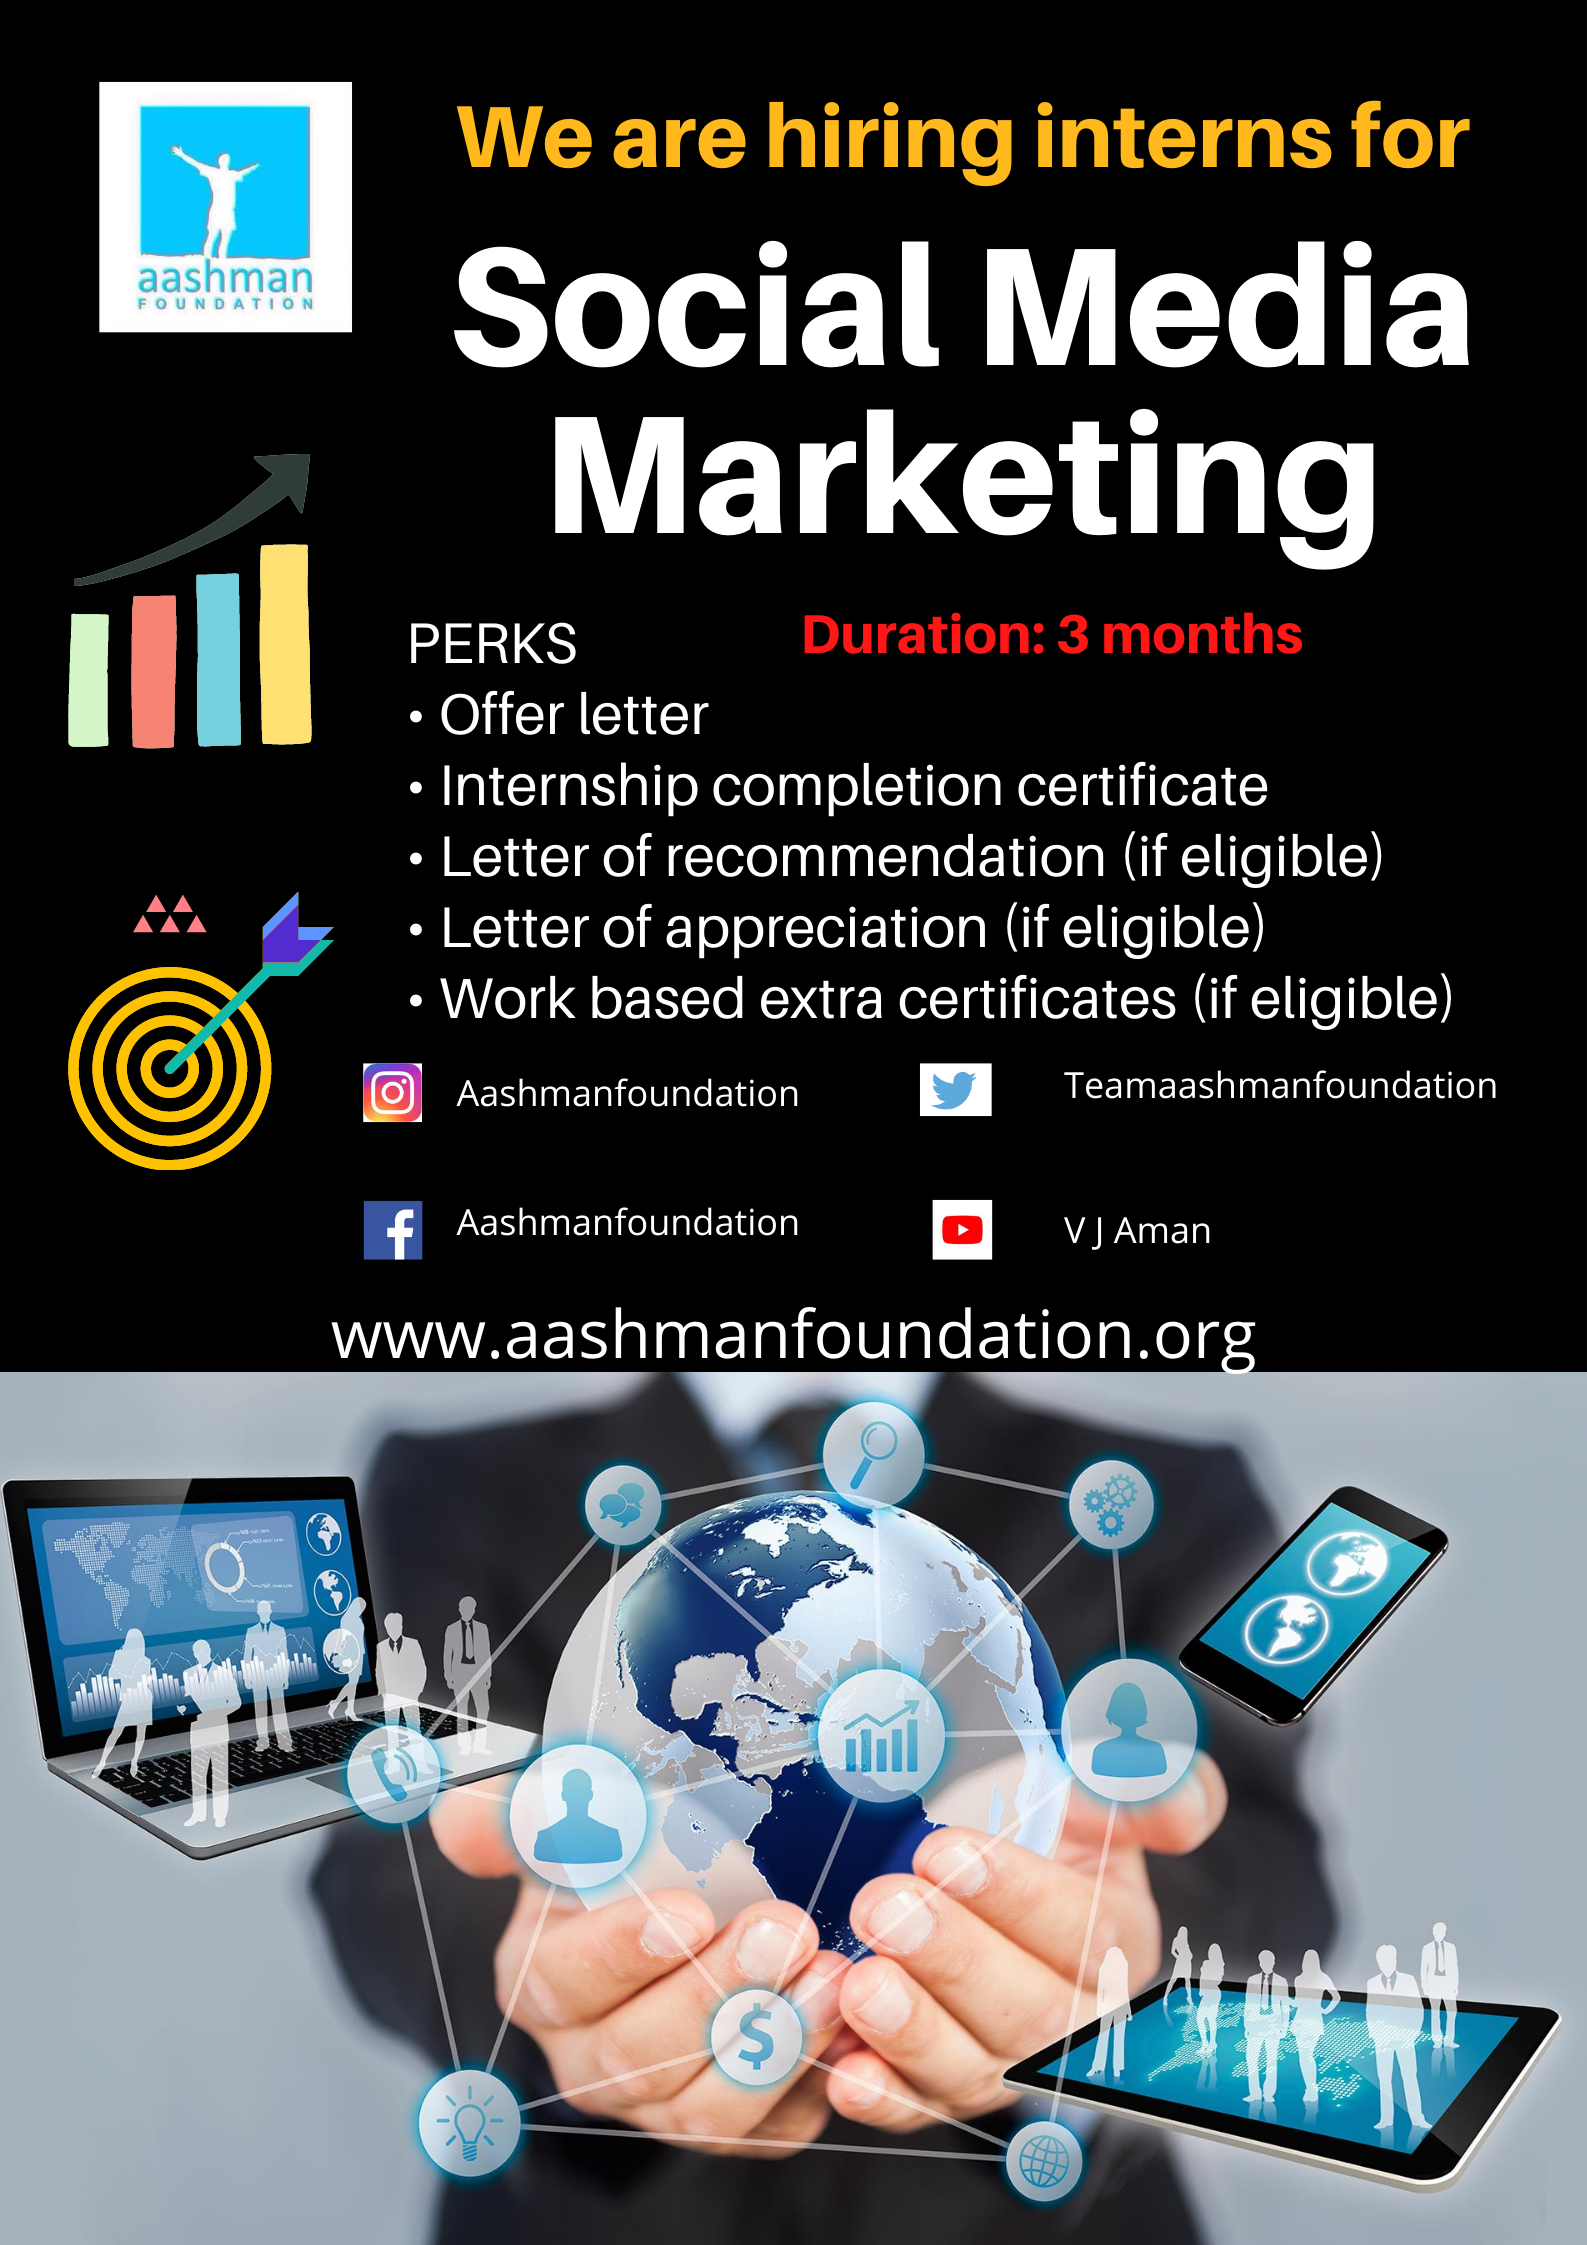 aashman
FOUNDATION
We are hiring interns for
Social Media
Marketing
PERKS
Duration: 3 months
• Offer letter
• Internship completion certificate
• Letter of recommendation (if eligible)
• Letter of appreciation (if eligible)
• Work based extra certificates (if eligible)
Aashmanfoundation
Teamaashmanfoundation
Aashmanfoundation
V J Aman
www.aashmanfoundation.org
$